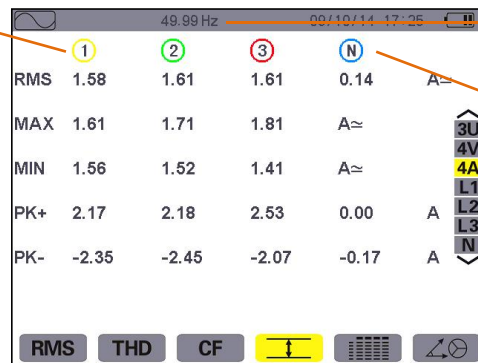 49.99 Hz 09/10/14 17:25
1 2 3 N
RMS 1.58 1.61 1.61 0.14 A≃
MAX 1.61 1.71 1.81 A≃
MIN 1.56 1.52 1.41 A≃
PK+ 2.17 2.18 2.53 0.00 A
PK- -2.35 -2.45 -2.07 -0.17 A
3U
4V
4A
L1
L2
L3
N
RMS THD CF